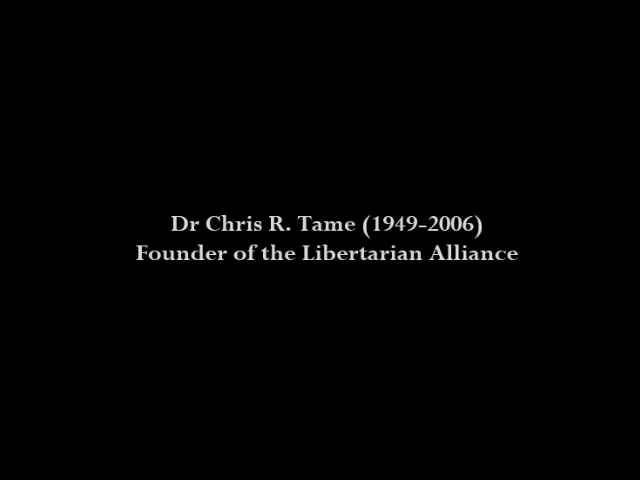 Dr Chris R. Tame (1949-2006)
Founder of the Libertarian Alliance